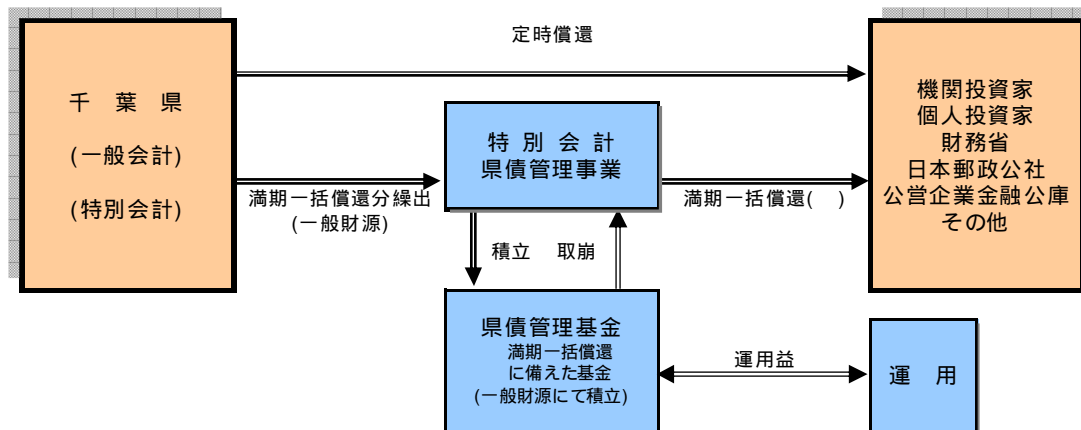 定時償還
千 葉 県
(一般会計)
(特別会計)
満期一括償還分繰出
(一般財源)
特 別 会 計
県債管理事業
満期一括償還( )
機関投資家
個人投資家
財務省
日本郵政公社
公営企業金融公庫
その他
積立 取崩
県債管理基金
満期一括償還
に備えた基金
(一般財源にて積立)
運用益
運 用